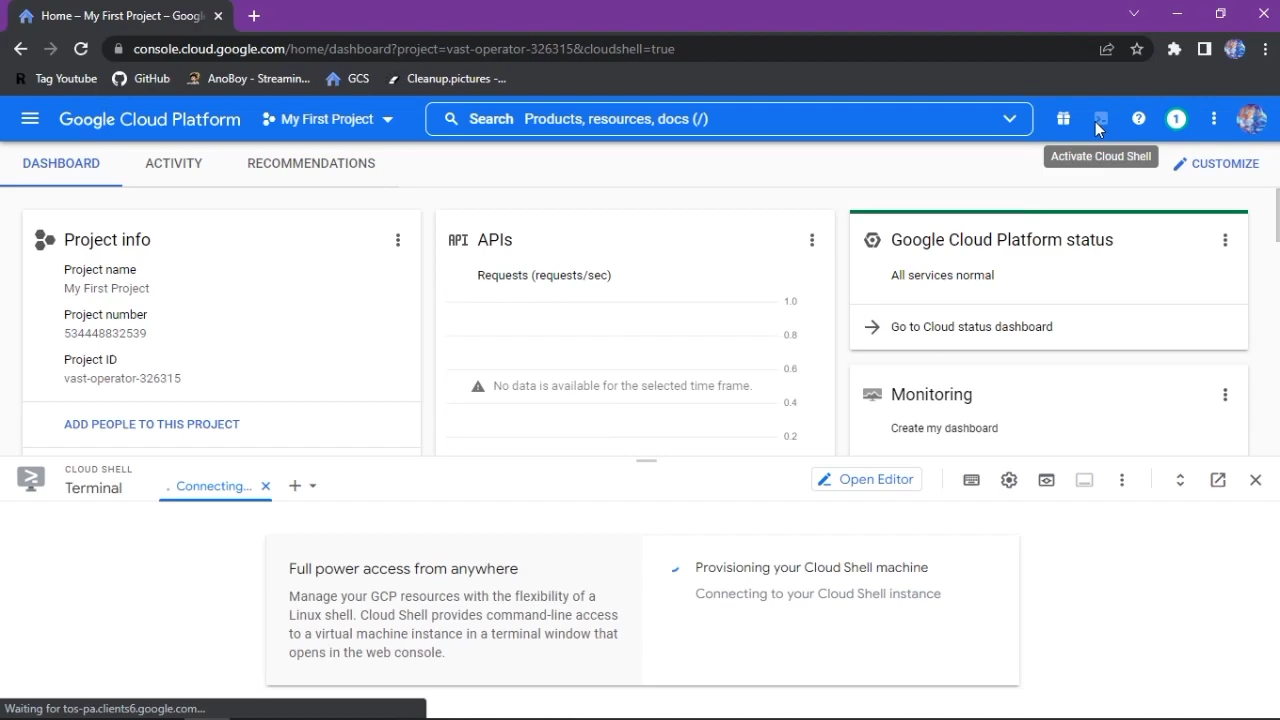 Home – My First Project – Google
console.cloud.google.com/home/dashboard?project=vast-operator-326315&cloudshell=true
Tag Youtube
GitHub
AnoBoy - Streamin...
GCS
Cleanup.pictures -...
Google Cloud Platform
My First Project
Search Products, resources, docs (/)
1
DASHBOARD
ACTIVITY
RECOMMENDATIONS
Activate Cloud Shell
CUSTOMIZE
Project info
Project name
My First Project
Project number
534448832539
Project ID
vast-operator-326315
ADD PEOPLE TO THIS PROJECT
API APIs
Requests (requests/sec)
1.0
0.8
0.6
No data is available for the selected time frame.
0.4
0.2
Google Cloud Platform status
All services normal
Go to Cloud status dashboard
Monitoring
Create my dashboard
CLOUD SHELL
Terminal
Connecting...
Open Editor
Full power access from anywhere
Manage your GCP resources with the flexibility of a
Linux shell. Cloud Shell provides command-line access
to a virtual machine instance in a terminal window that
opens in the web console.
Provisioning your Cloud Shell machine
Connecting to your Cloud Shell instance
Waiting for tos-pa.clients6.google.com...